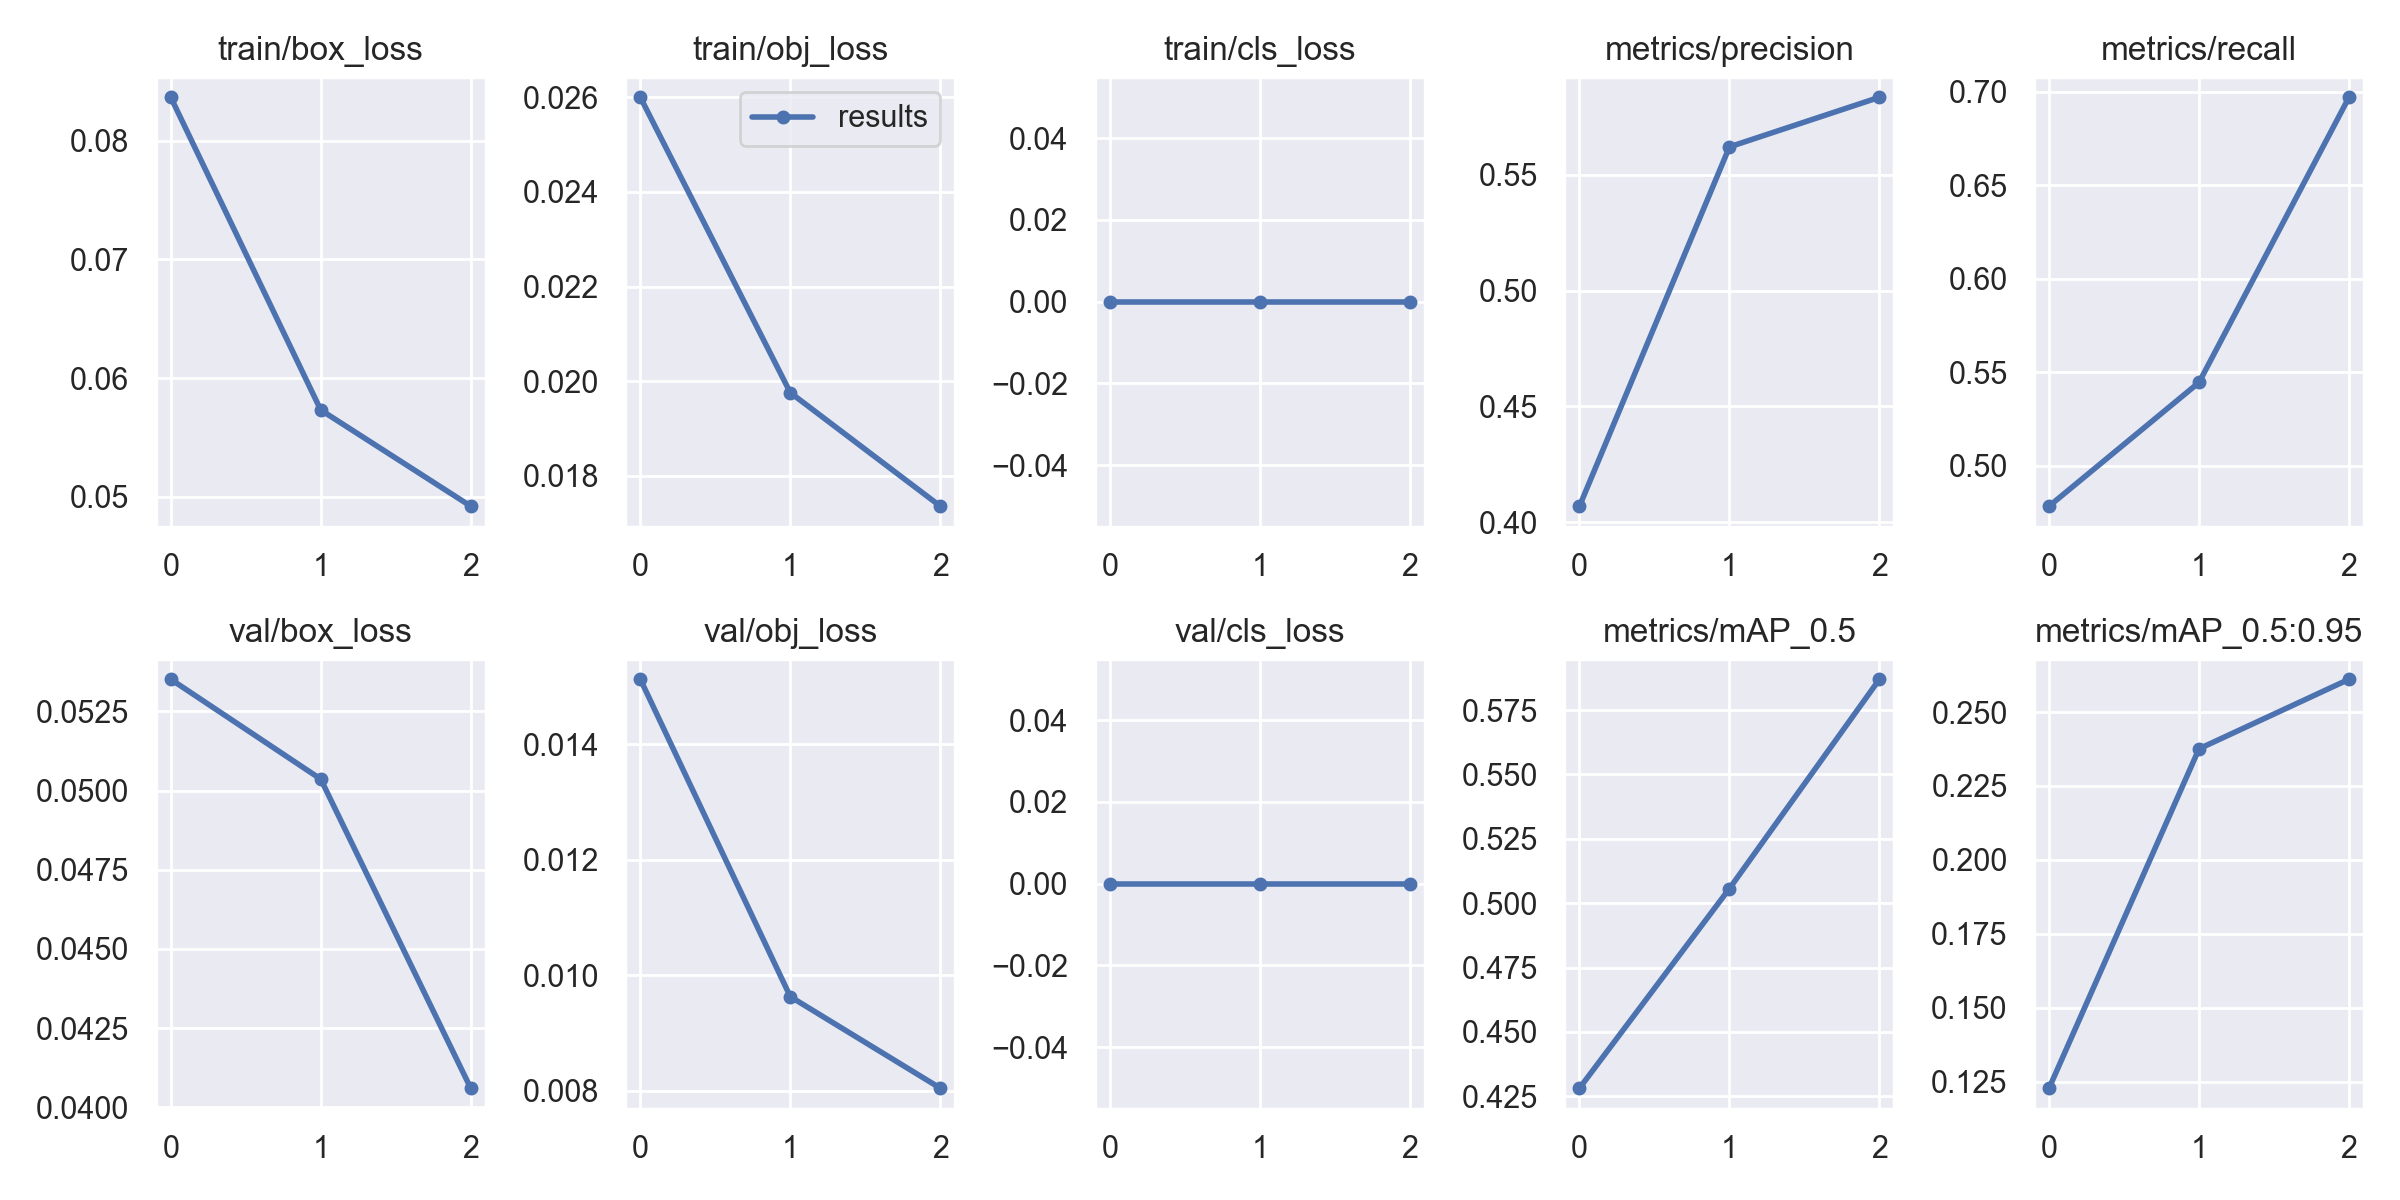 train/box_loss
train/obj_loss
train/cls_loss
metrics/precision
metrics/recall
0.08
0.07
0.06
0.05
0 1 2
0.026
0.024
0.022
0.020
0.018
results
0 1 2
0.04
0.02
0.00
−0.02
−0.04
0 1 2
0.55
0.50
0.45
0.40
0 1 2
0.70
0.65
0.60
0.55
0.50
0 1 2
val/box_loss
val/obj_loss
val/cls_loss
metrics/mAP_0.5
metrics/mAP_0.5:0.95
0.0525
0.0500
0.0475
0.0450
0.0425
0.0400
0 1 2
0.014
0.012
0.010
0.008
0 1 2
0.04
0.02
0.00
−0.02
−0.04
0 1 2
0.575
0.550
0.525
0.500
0.475
0.450
0.425
0 1 2
0.250
0.225
0.200
0.175
0.150
0.125
0 1 2